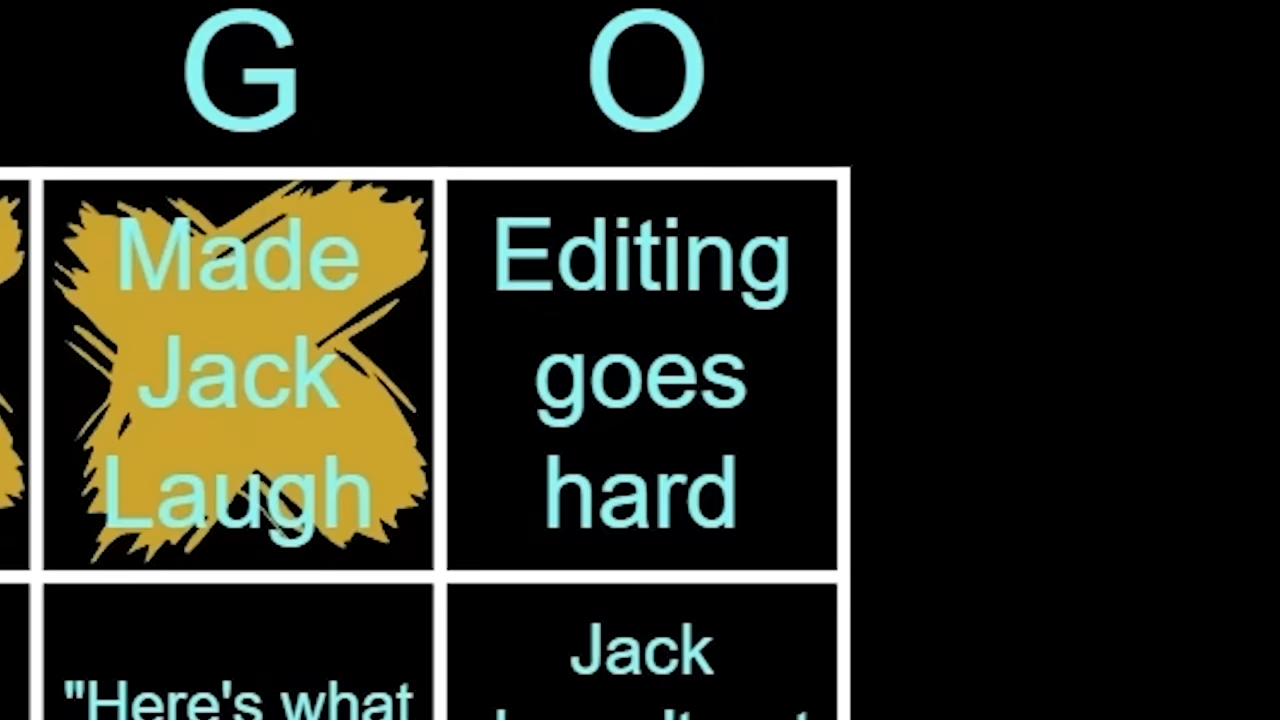 G O
Made
Jack
Laugh
Editing
goes
hard
"Here's what
Jack